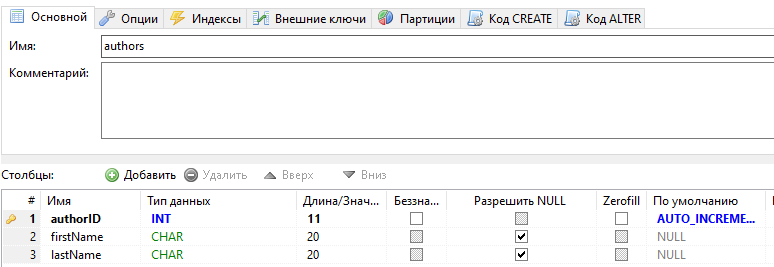 Основной Опции Индексы Внешние ключи Партиции Код CREATE Код ALTER
Имя: authors
Комментарий:
Столбцы: Добавить Удалить Вверх Вниз
# Имя Тип данных Длина/Знач... Беззна... Разрешить NULL Zerofill По умолчанию
1 authorID INT 11 AUTO_INCREME...
2 firstName CHAR 20 NULL
3 lastName CHAR 20 NULL